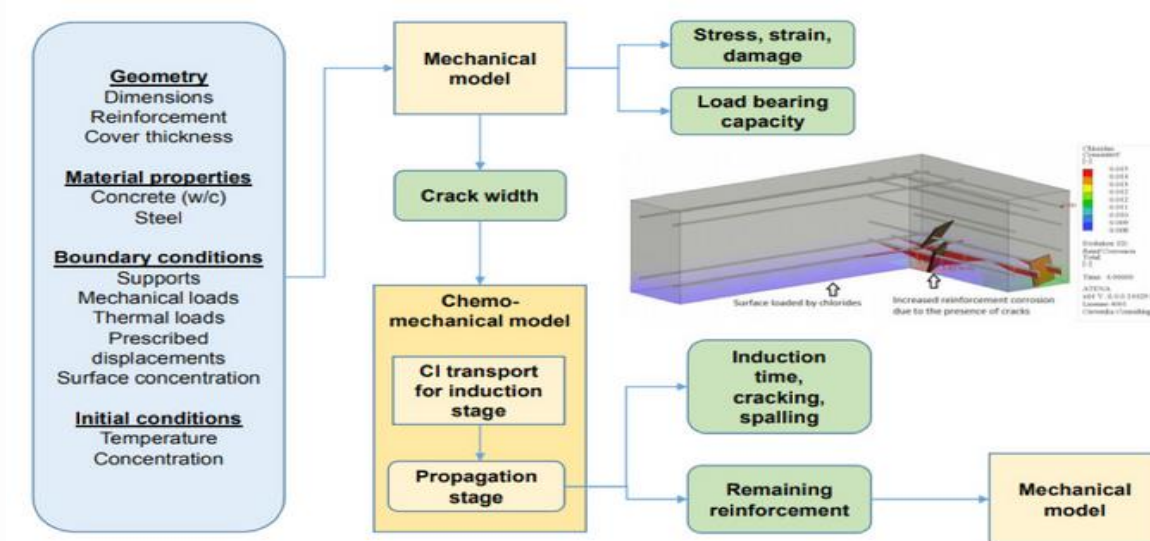 Geometry
Dimensions
Reinforcement
Cover thickness
Material properties
Concrete (w/c)
Steel
Boundary conditions
Supports
Mechanical loads
Thermal loads
Prescribed
displacements
Surface concentration
Initial conditions
Temperature
Concentration
Mechanical
model
Stress, strain,
damage
Load bearing
capacity
Crack width
Surface loaded by chlorides
Increased reinforcement corrosion
due to the presence of cracks
Chlorides
Time
ATENA
Chemo-
mechanical model
Cl transport
for induction
stage
Propagation
stage
Induction
time,
cracking,
spalling
Remaining
reinforcement
Mechanical
model